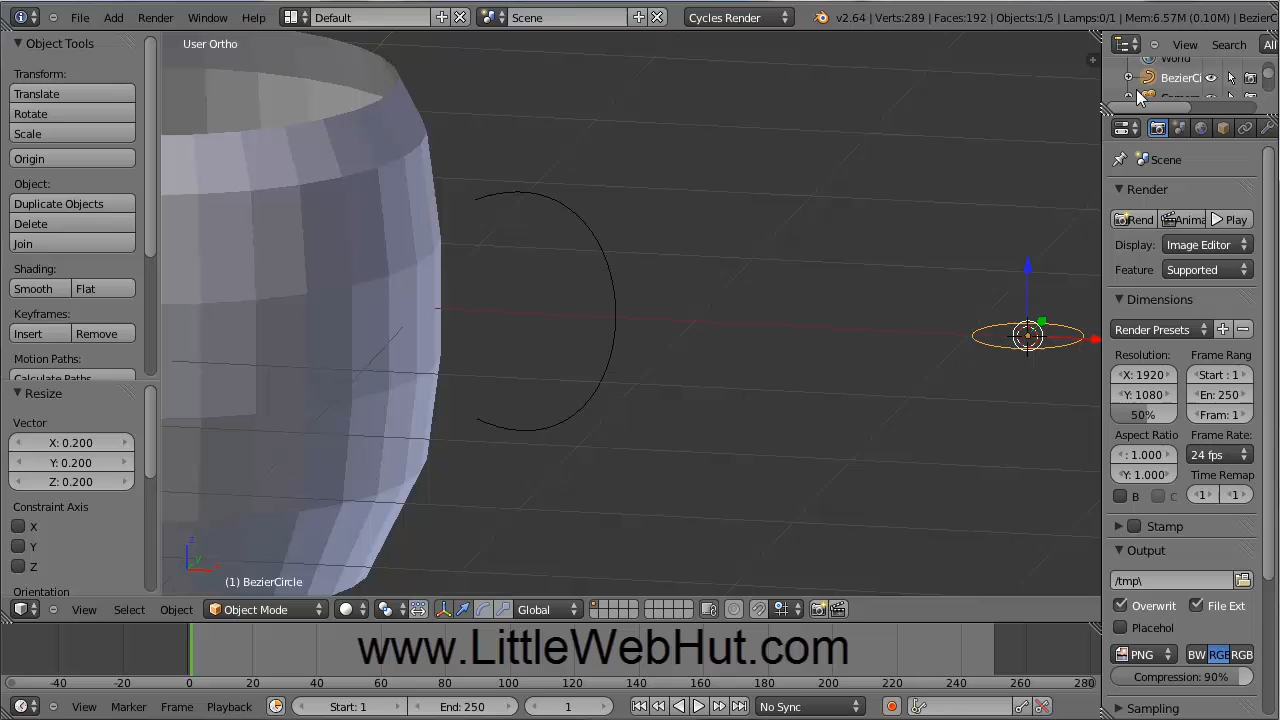 File Add Render Window Help Default Scene Cycles Render v2.64 | Verts:289 | Faces:192 | Objects:1/5 | Lamps:0/1 | Mem:6.57M (0.10M) | BezierC
Object Tools
User Ortho
View Search All
World
BezierCi
Transform:
Translate
Rotate
Scale
Origin
Object:
Duplicate Objects
Delete
Join
Shading:
Smooth Flat
Keyframes:
Insert Remove
Motion Paths:
Calculate Paths
Resize
Vector
X: 0.200
Y: 0.200
Z: 0.200
Constraint Axis
X
Y
Z
Orientation
z
y
x
(1) BezierCircle
Scene
Render
Rend Anima Play
Display: Image Editor
Feature Supported
Dimensions
Render Presets
Resolution: Frame Rang
X: 1920 Start : 1
Y: 1080 En: 250
50% Fram: 1
Aspect Ratio Frame Rate:
: 1.000 24 fps
Y: 1.000 Time Remap
B C 1 1
Stamp
Output
/tmp\
Overwrit File Ext
Placehol
PNG BW RGE RGB
Compression: 90%
Sampling
View Select Object Object Mode Global
www.LittleWebHut.com
-40 -20 0 20 40 60 80 100 120 140 160 180 200 220 240 260 280
View Marker Frame Playback Start: 1 End: 250 1 No Sync